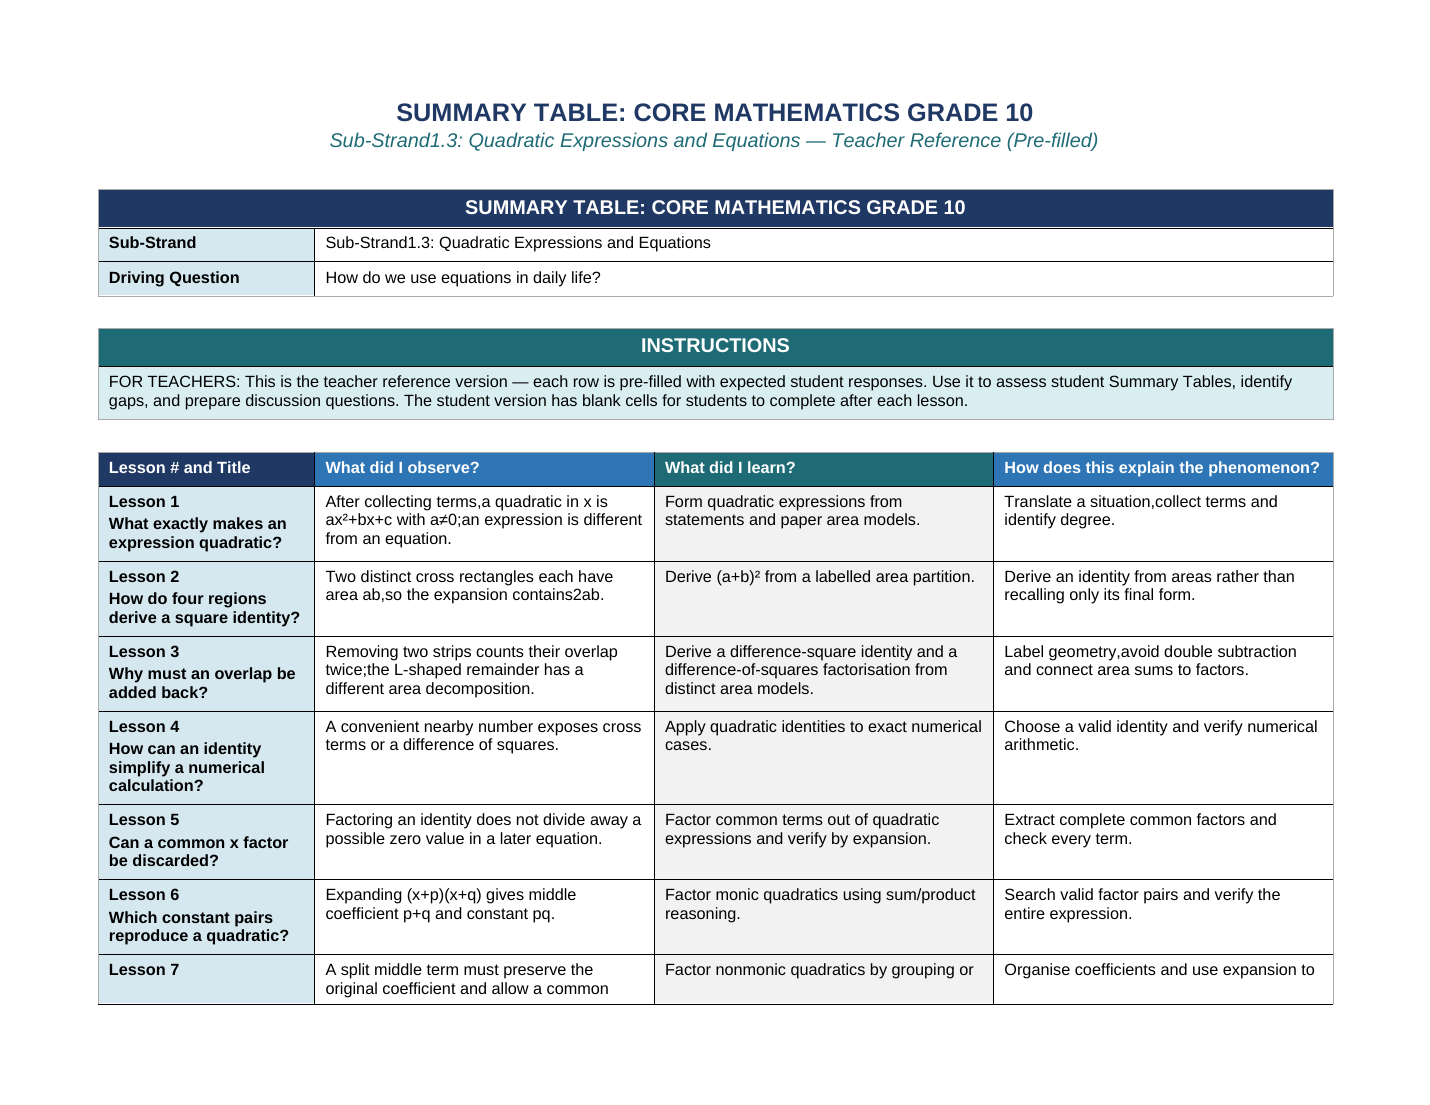 SUMMARY TABLE: CORE MATHEMATICS GRADE 10
Sub-Strand1.3: Quadratic Expressions and Equations — Teacher Reference (Pre-filled)
SUMMARY TABLE: CORE MATHEMATICS GRADE 10
Sub-Strand
Sub-Strand1.3: Quadratic Expressions and Equations
Driving Question
How do we use equations in daily life?
INSTRUCTIONS
FOR TEACHERS: This is the teacher reference version — each row is pre-filled with expected student responses. Use it to assess student Summary Tables, identify
gaps, and prepare discussion questions. The student version has blank cells for students to complete after each lesson.
Lesson # and Title
What did I observe?
What did I learn?
How does this explain the phenomenon?
Lesson 1
What exactly makes an
expression quadratic?
After collecting terms,a quadratic in x is
ax²+bx+c with a≠0;an expression is different
from an equation.
Form quadratic expressions from
statements and paper area models.
Translate a situation,collect terms and
identify degree.
Lesson 2
How do four regions
derive a square identity?
Two distinct cross rectangles each have
area ab,so the expansion contains2ab.
Derive (a+b)² from a labelled area partition.
Derive an identity from areas rather than
recalling only its final form.
Lesson 3
Why must an overlap be
added back?
Removing two strips counts their overlap
twice;the L-shaped remainder has a
different area decomposition.
Derive a difference-square identity and a
difference-of-squares factorisation from
distinct area models.
Label geometry,avoid double subtraction
and connect area sums to factors.
Lesson 4
How can an identity
simplify a numerical
calculation?
A convenient nearby number exposes cross
terms or a difference of squares.
Apply quadratic identities to exact numerical
cases.
Choose a valid identity and verify numerical
arithmetic.
Lesson 5
Can a common x factor
be discarded?
Factoring an identity does not divide away a
possible zero value in a later equation.
Factor common terms out of quadratic
expressions and verify by expansion.
Extract complete common factors and
check every term.
Lesson 6
Which constant pairs
reproduce a quadratic?
Expanding (x+p)(x+q) gives middle
coefficient p+q and constant pq.
Factor monic quadratics using sum/product
reasoning.
Search valid factor pairs and verify the
entire expression.
Lesson 7
A split middle term must preserve the
original coefficient and allow a common
Factor nonmonic quadratics by grouping or
Organise coefficients and use expansion to